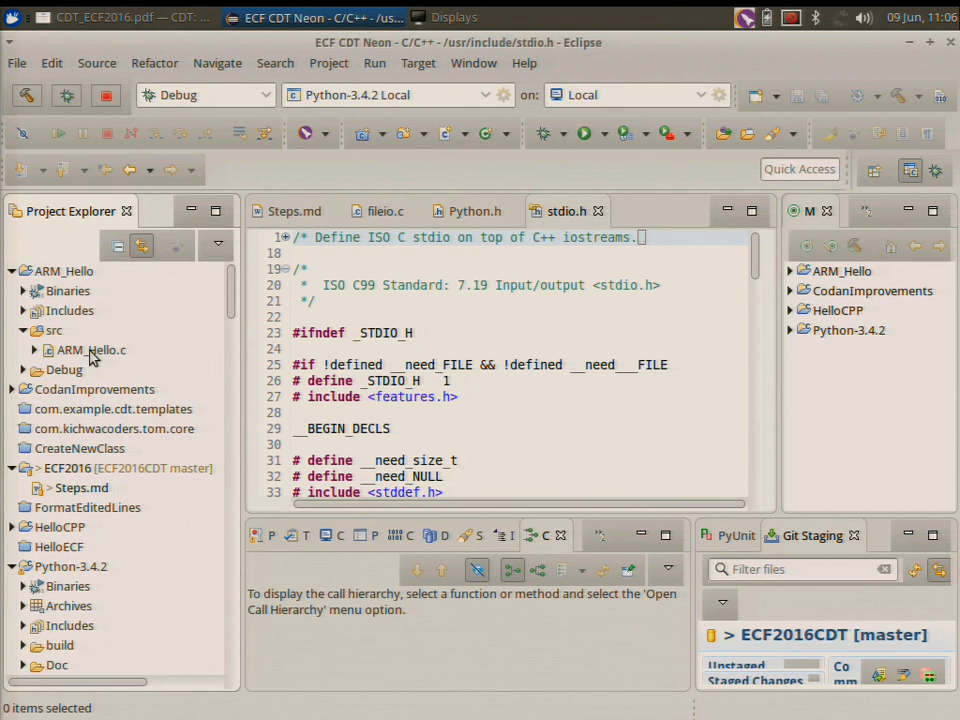 CDT_ECF2016.pdf — CDT: ...
ECF CDT Neon - C/C++ - /us...
Displays
09 Jun, 11:06
ECF CDT Neon - C/C++ - /usr/include/stdio.h - Eclipse
File Edit Source Refactor Navigate Search Project Run Target Window Help
Debug
Python-3.4.2 Local
on:
Local
Quick Access
Project Explorer
Steps.md
fileio.c
Python.h
stdio.h
M
ARM_Hello
Binaries
Includes
src
ARM_Hello.c
Debug
CodanImprovements
com.example.cdt.templates
com.kichwacoders.tom.core
CreateNewClass
> ECF2016 [ECF2016CDT master]
> Steps.md
FormatEditedLines
HelloCPP
HelloECF
Python-3.4.2
Binaries
Archives
Includes
build
Doc
1 /* Define ISO C stdio on top of C++ iostreams.
18
19 /*
20 *  ISO C99 Standard: 7.19 Input/output <stdio.h>
21 */
22
23 #ifndef _STDIO_H
24
25 #if !defined __need_FILE && !defined __need___FILE
26 # define _STDIO_H 1
27 # include <features.h>
28
29 __BEGIN_DECLS
30
31 # define __need_size_t
32 # define __need_NULL
33 # include <stddef.h>
ARM_Hello
CodanImprovements
HelloCPP
Python-3.4.2
P T C P C D S I C
To display the call hierarchy, select a function or method and select the 'Open
Call Hierarchy' menu option.
PyUnit
Git Staging
Filter files
> ECF2016CDT [master]
Unstaged
Staged Changes
Co
mm
0 items selected